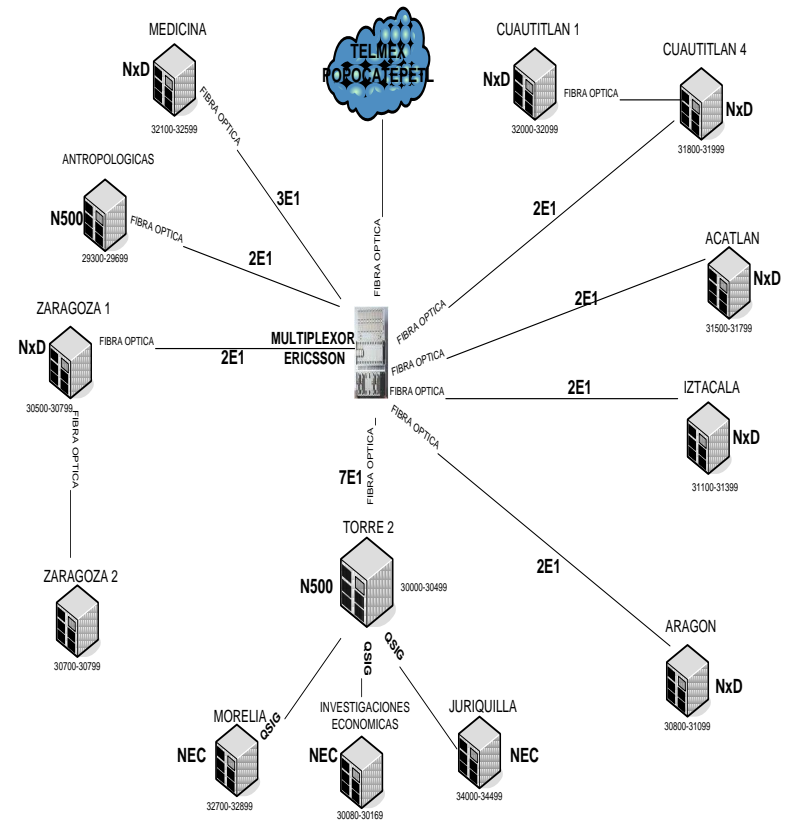 MEDICINA
NxD
FIBRA OPTICA
32100-32599
TELMEX
POPOCATEPETL
FIBRA OPTICA
CUAUTITLAN 1
NxD
FIBRA OPTICA
32000-32099
CUAUTITLAN 4
NxD
31800-31999
ANTROPOLOGICAS
N500
FIBRA OPTICA
29300-29699
3E1
2E1
2E1
FIBRA OPTICA
ACATLAN
NxD
31500-31799
2E1
FIBRA OPTICA
ZARAGOZA 1
NxD
FIBRA OPTICA
30500-30799
2E1
MULTIPLEXOR
ERICSSON
FIBRA OPTICA
IZTACALA
NxD
31100-31399
2E1
FIBRA OPTICA
FIBRA OPTICA
7E1
FIBRA OPTICA
TORRE 2
N500
30000-30499
ZARAGOZA 2
30700-30799
2E1
ARAGON
NxD
30800-31099
QSIG
QSIG
QSIG
MORELIA
NEC
32700-32899
INVESTIGACIONES
ECONOMICAS
NEC
30080-30169
JURIQUILLA
NEC
34000-34499